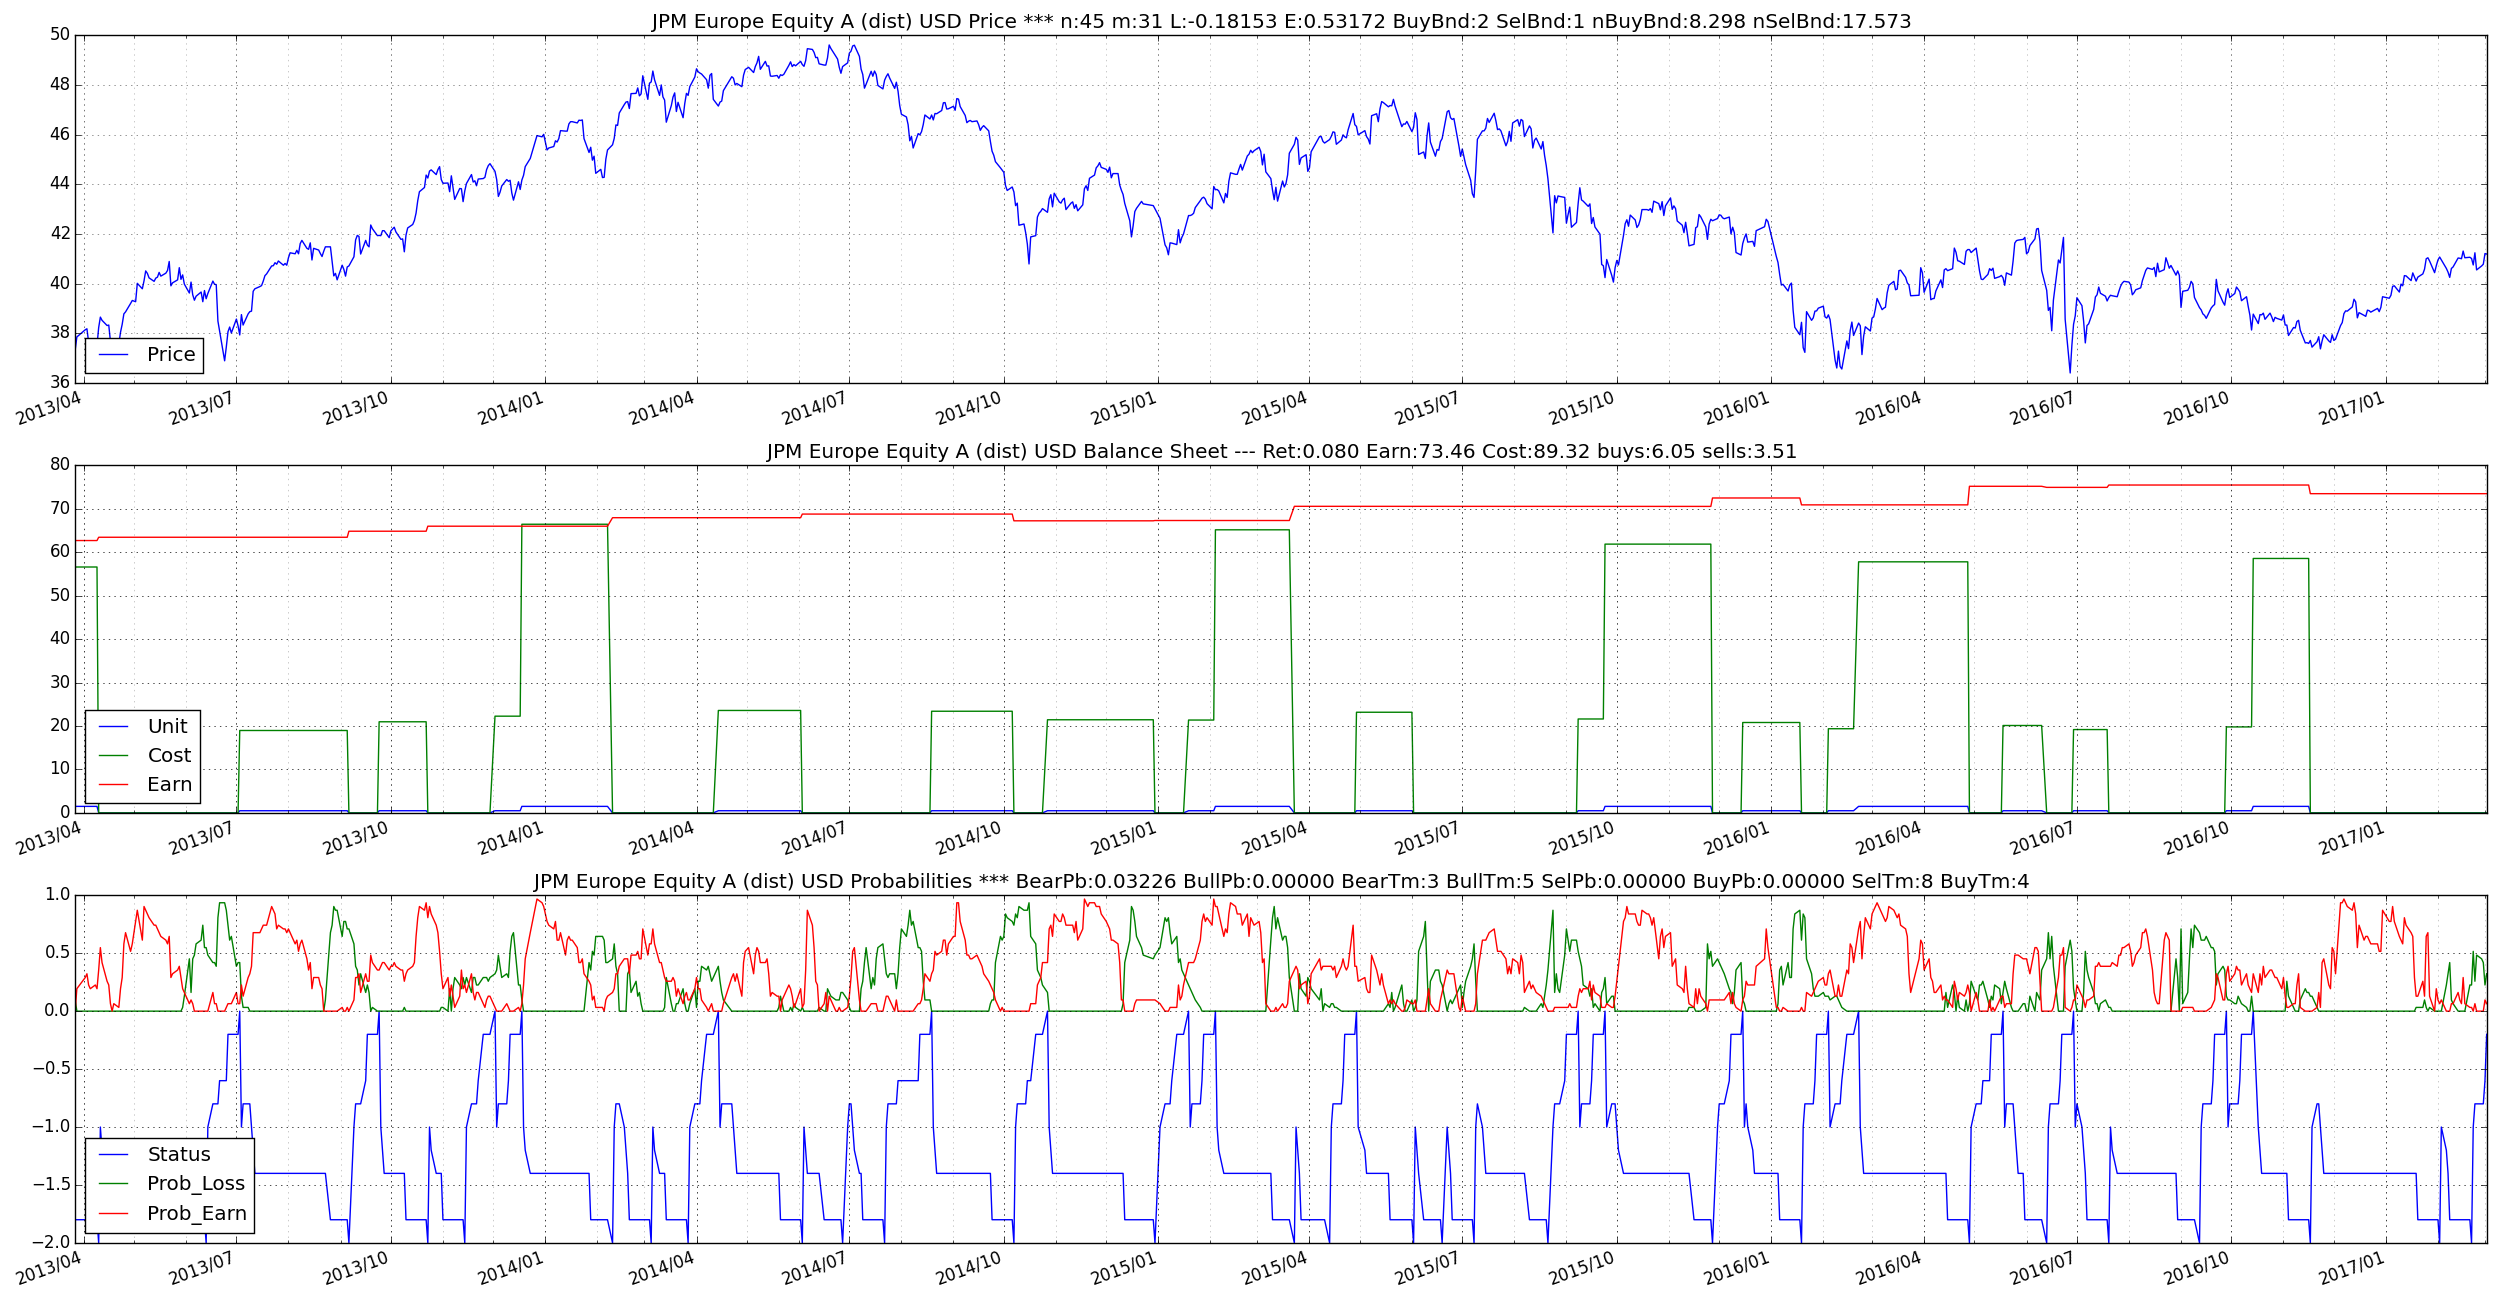 JPM Europe Equity A (dist) USD Price *** n:45 m:31 L:-0.18153 E:0.53172 BuyBnd:2 SelBnd:1 nBuyBnd:8.298 nSelBnd:17.573
50
48
46
44
42
40
38
36
Price
2013/04 2013/07 2013/10 2014/01 2014/04 2014/07 2014/10 2015/01 2015/04 2015/07 2015/10 2016/01 2016/04 2016/07 2016/10 2017/01
JPM Europe Equity A (dist) USD Balance Sheet --- Ret:0.080 Earn:73.46 Cost:89.32 buys:6.05 sells:3.51
80
70
60
50
40
30
20
10
0
Unit
Cost
Earn
2013/04 2013/07 2013/10 2014/01 2014/04 2014/07 2014/10 2015/01 2015/04 2015/07 2015/10 2016/01 2016/04 2016/07 2016/10 2017/01
JPM Europe Equity A (dist) USD Probabilities *** BearPb:0.03226 BullPb:0.00000 BearTm:3 BullTm:5 SelPb:0.00000 BuyPb:0.00000 SelTm:8 BuyTm:4
1.0
0.5
0.0
−0.5
−1.0
−1.5
−2.0
Status
Prob_Loss
Prob_Earn
2013/04 2013/07 2013/10 2014/01 2014/04 2014/07 2014/10 2015/01 2015/04 2015/07 2015/10 2016/01 2016/04 2016/07 2016/10 2017/01